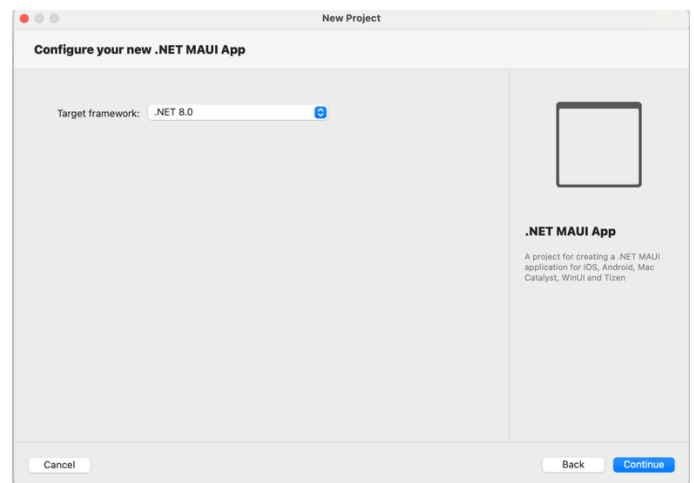 New Project
Configure your new .NET MAUI App
Target framework: .NET 8.0
.NET MAUI App
A project for creating a .NET MAUI
application for iOS, Android, Mac
Catalyst, WinUI and Tizen
Cancel
Back
Continue